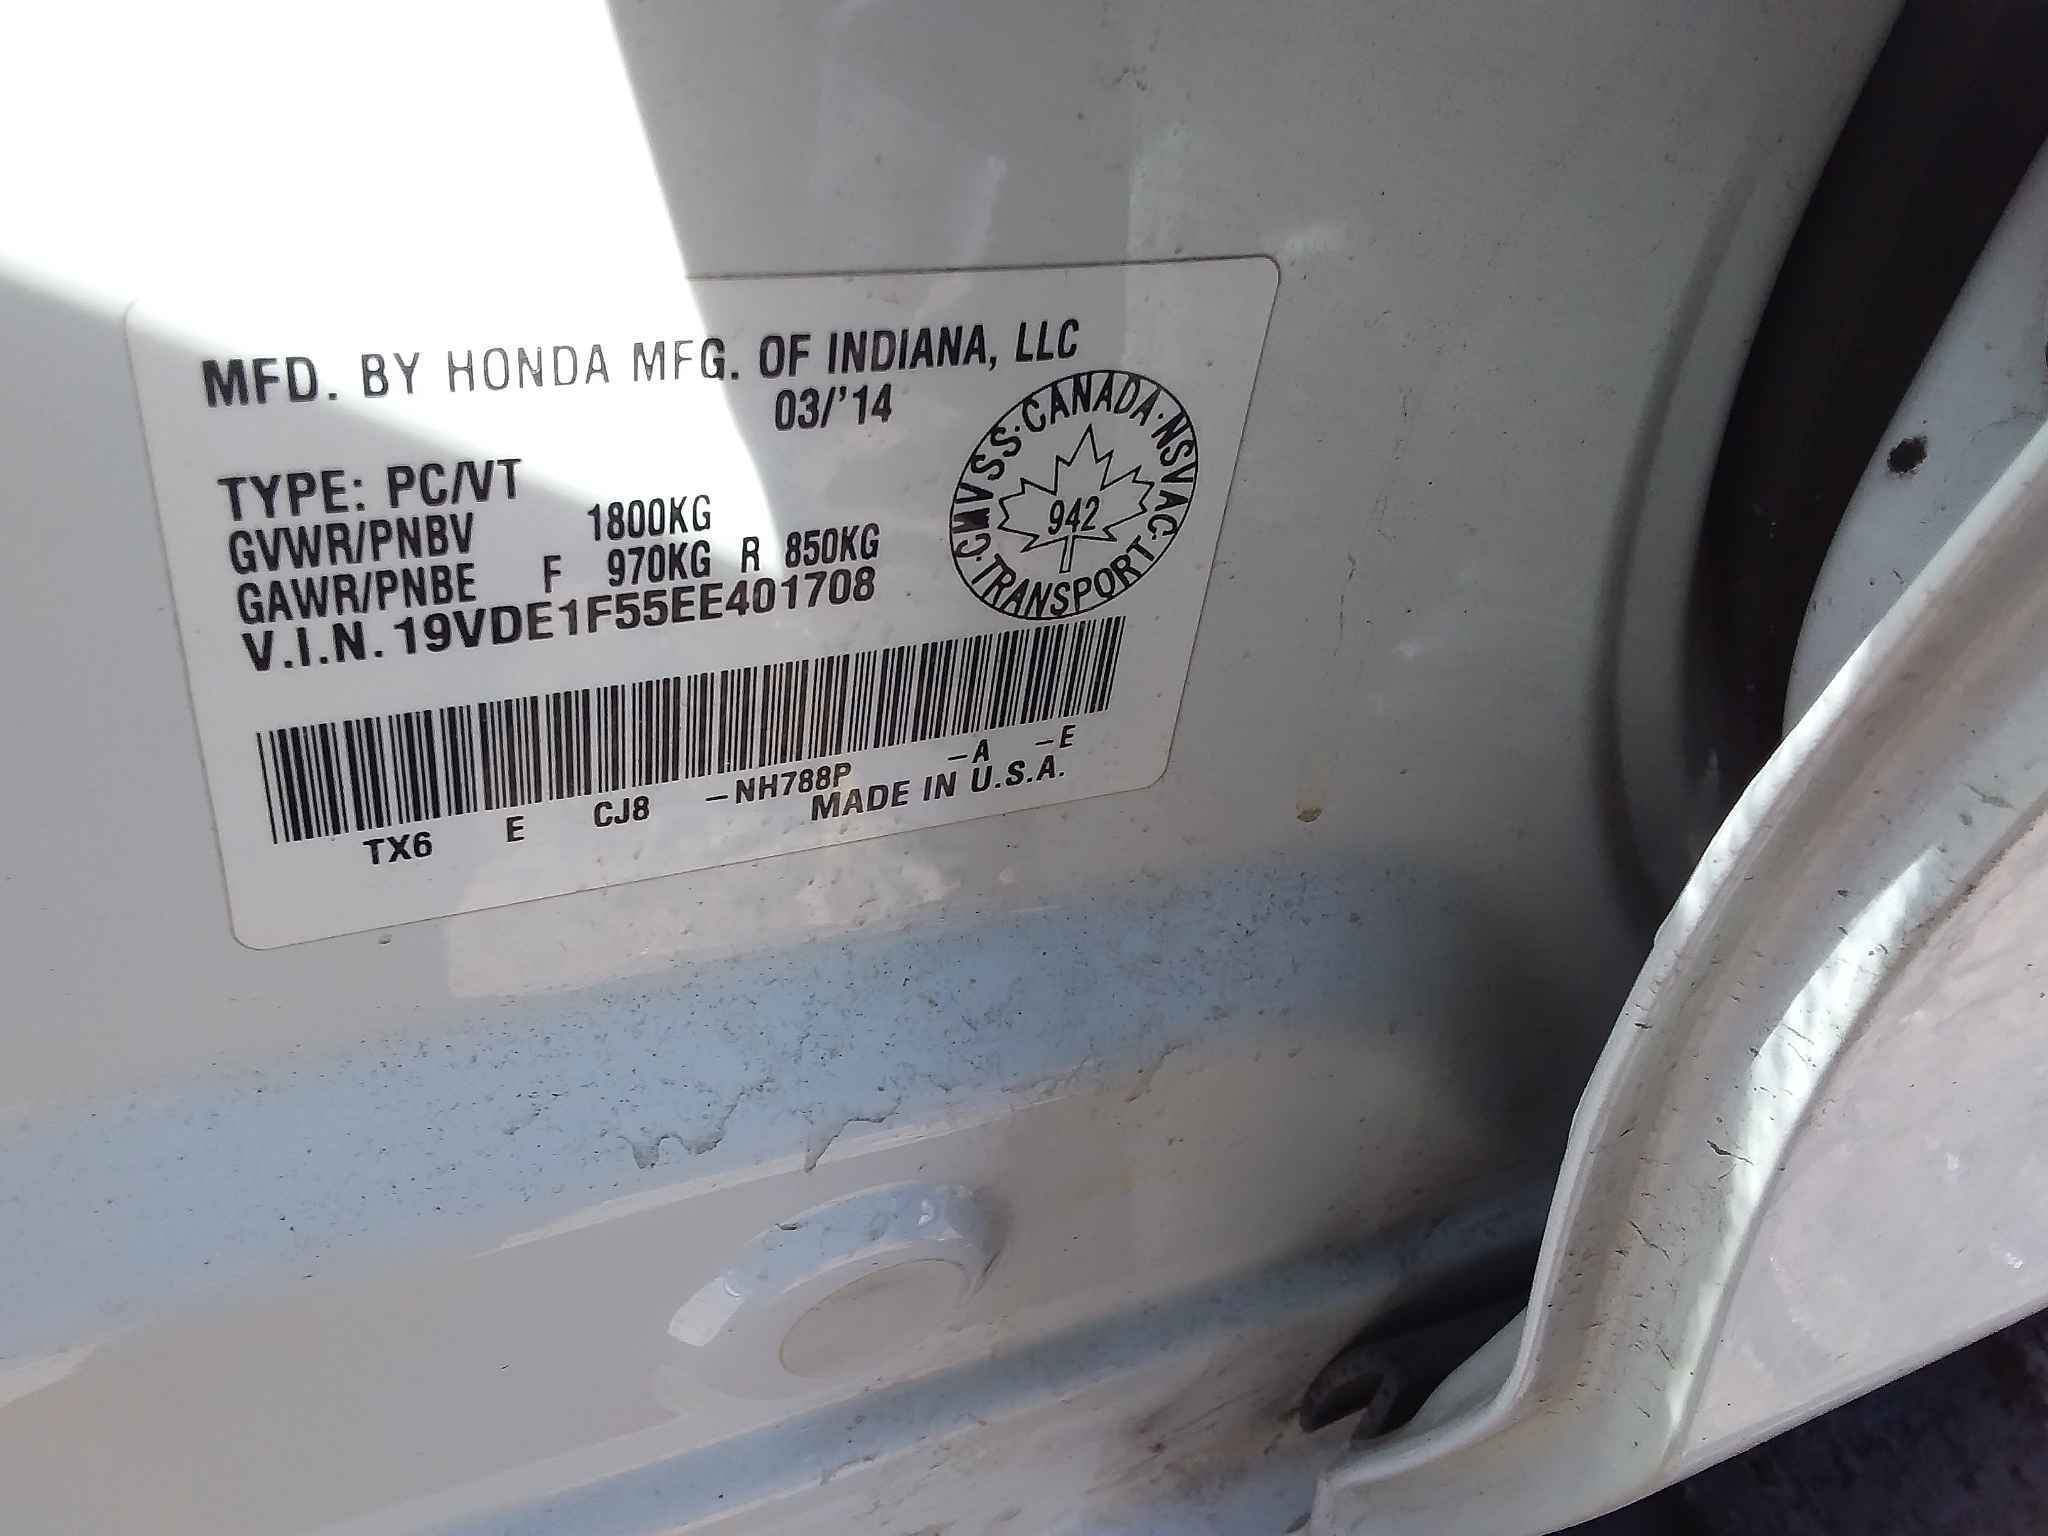 MFD. BY HONDA MFG. OF INDIANA, LLC
03/'14
TYPE: PC/VT
GVWR/PNBV 1800KG
GAWR/PNBE F 970KG R 850KG
V.I.N. 19VDE1F55EE401708
CMVSS·CANADA·NSVAC·TRANSPORT·
942
TX6 E CJ8 -NH788P -A -E
MADE IN U.S.A.